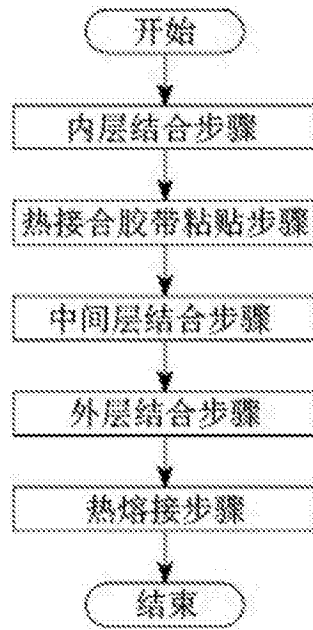 开始
内层结合步骤
热接合胶带粘贴步骤
中间层结合步骤
外层结合步骤
热熔接步骤
结束